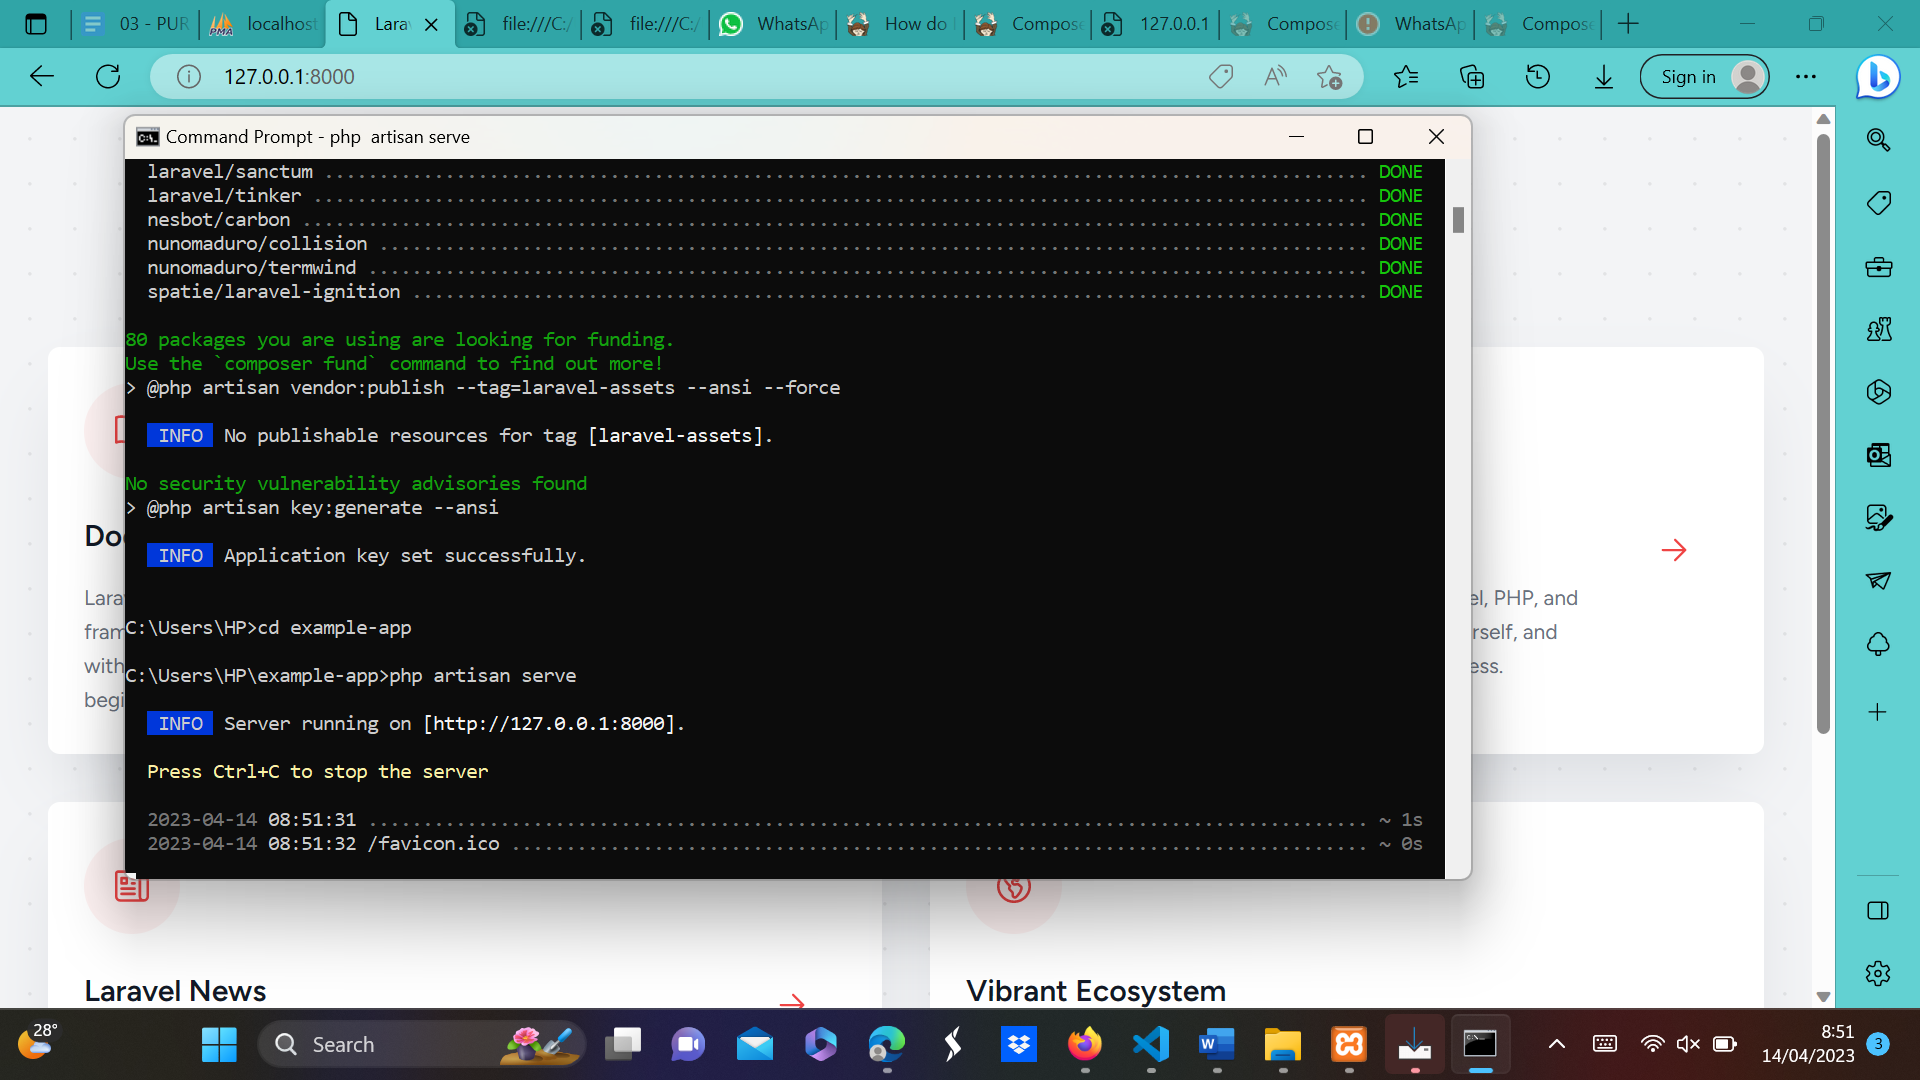 03 - PUR
localhost
Lara
file:///C:/
file:///C:/
WhatsAp
How do
Compose
127.0.0.1
Compose
WhatsAp
Compose
127.0.0.1:8000
Sign in
Command Prompt - php  artisan serve
laravel/sanctum ............................................................................................... DONE
laravel/tinker ................................................................................................ DONE
nesbot/carbon ................................................................................................. DONE
nunomaduro/collision .......................................................................................... DONE
nunomaduro/termwind ........................................................................................... DONE
spatie/laravel-ignition ....................................................................................... DONE
80 packages you are using are looking for funding.
Use the `composer fund` command to find out more!
> @php artisan vendor:publish --tag=laravel-assets --ansi --force
INFO  No publishable resources for tag [laravel-assets].
No security vulnerability advisories found
> @php artisan key:generate --ansi
INFO  Application key set successfully.
C:\Users\HP>cd example-app
C:\Users\HP\example-app>php artisan serve
INFO  Server running on [http://127.0.0.1:8000].
Press Ctrl+C to stop the server
2023-04-14 08:51:31 ........................................................................................... ~ 1s
2023-04-14 08:51:32 /favicon.ico .............................................................................. ~ 0s
Doc
Lara
fram
with
begi
el, PHP, and
rself, and
ess.
Laravel News
Vibrant Ecosystem
28°
Search
8:51
14/04/2023
3